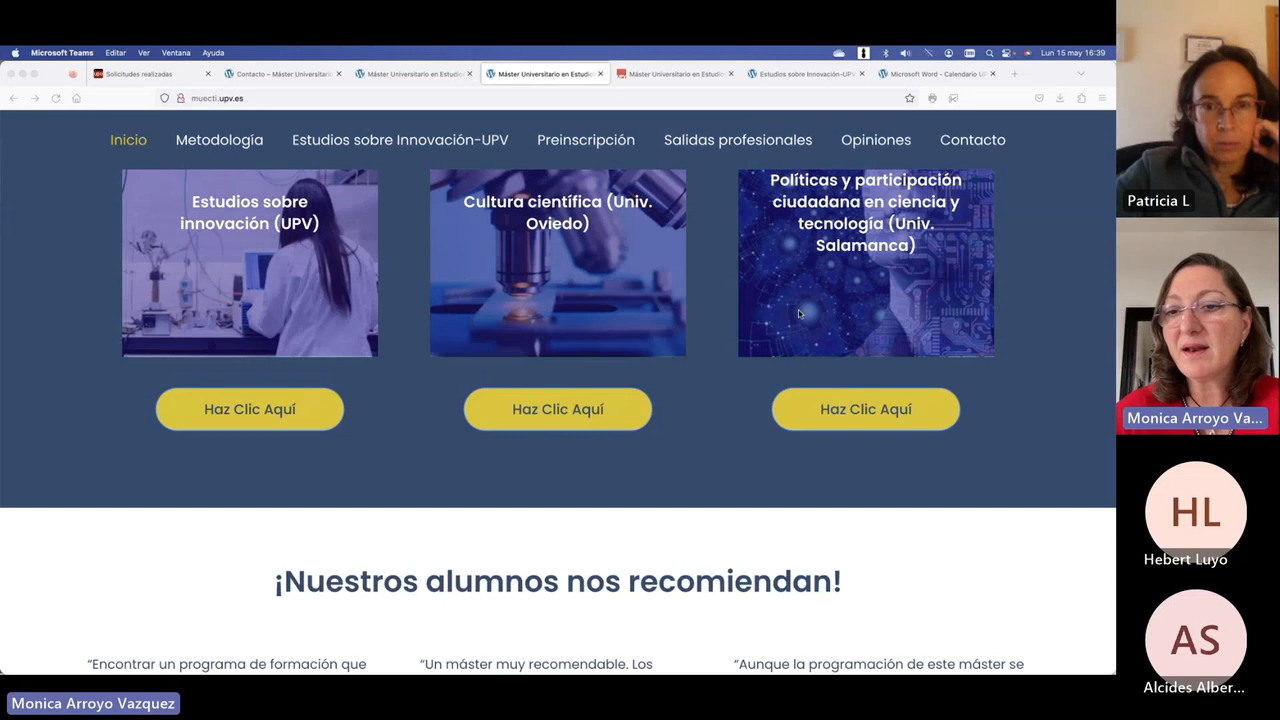 Microsoft Teams Editar Ver Ventana Ayuda
Lun 15 may 16:39
Solicitudes realizadas
Contacto – Máster Universitari
Máster Universitario en Estudio
Máster Universitario en Estudio
Máster Universitario en Estudio
Estudios sobre Innovación-UPV
Microsoft Word - Calendario UP
muecti.upv.es
Inicio Metodología Estudios sobre Innovación-UPV Preinscripción Salidas profesionales Opiniones Contacto
Estudios sobre
innovación (UPV)
Cultura científica (Univ.
Oviedo)
Políticas y participación
ciudadana en ciencia y
tecnología (Univ.
Salamanca)
Haz Clic Aquí
Haz Clic Aquí
Haz Clic Aquí
¡Nuestros alumnos nos recomiendan!
“Encontrar un programa de formación que
“Un máster muy recomendable. Los
“Aunque la programación de este máster se
Patricia L
Monica Arroyo Va...
HL
Hebert Luyo
AS
Alcídes Alber...
Monica Arroyo Vazquez